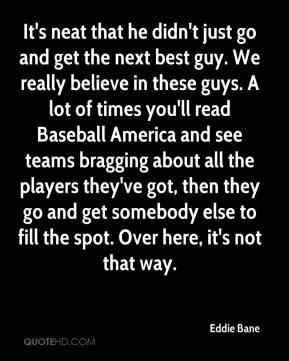 It's neat that he didn't just go
and get the next best guy. We
really believe in these guys. A
lot of times you'll read
Baseball America and see
teams bragging about all the
players they've got, then they
go and get somebody else to
fill the spot. Over here, it's not
that way.
Eddie Bane
QUOTEHD.COM